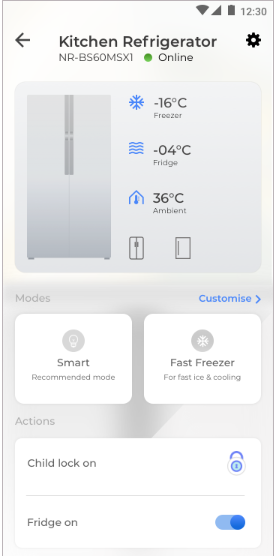 12:30
Kitchen Refrigerator
NR-BS60MSX1 Online
-16°C
Freezer
-04°C
Fridge
36°C
Ambient
Modes Customise
Smart
Recommended mode
Fast Freezer
For fast ice & cooling
Actions
Child lock on
Fridge on